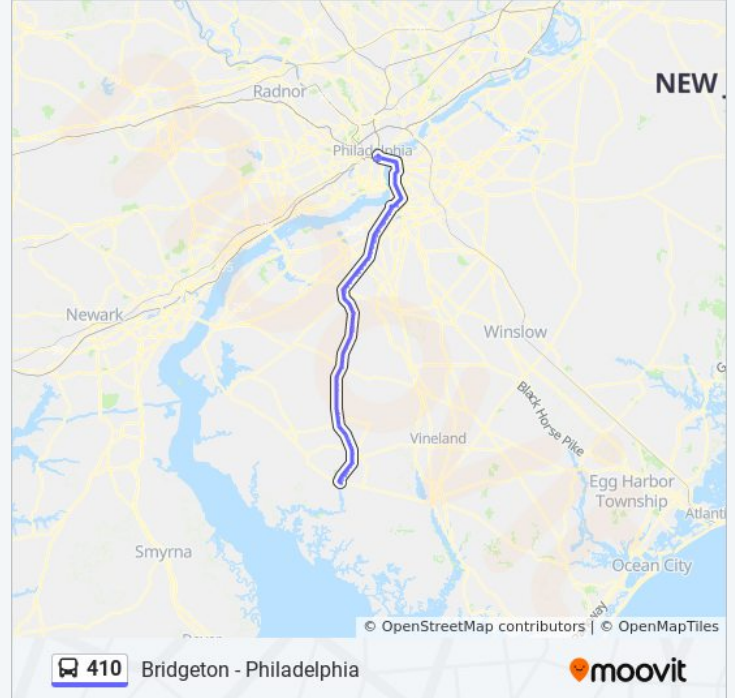 Radnor
NEW
Philadelphia
Newark
Winslow
Black Horse Pike
Vineland
Egg Harbor
Township
Atlanti
Smyrna
Ocean City
way
© OpenStreetMap contributors | © OpenMapTiles
410 Bridgeton - Philadelphia
moovit